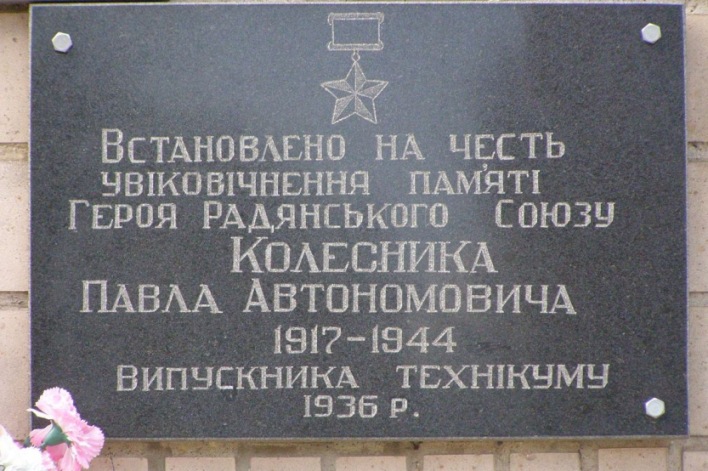 Встановлено на честь
увіковічнення пам'яті
Героя Радянського Союзу
Колесника
Павла Автономовича
1917-1944
випускника технікуму
1936 р.